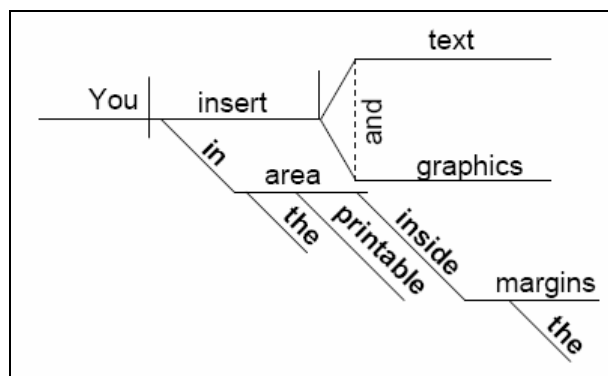 text
You
insert
and
graphics
in
area
the
printable
inside
margins
the